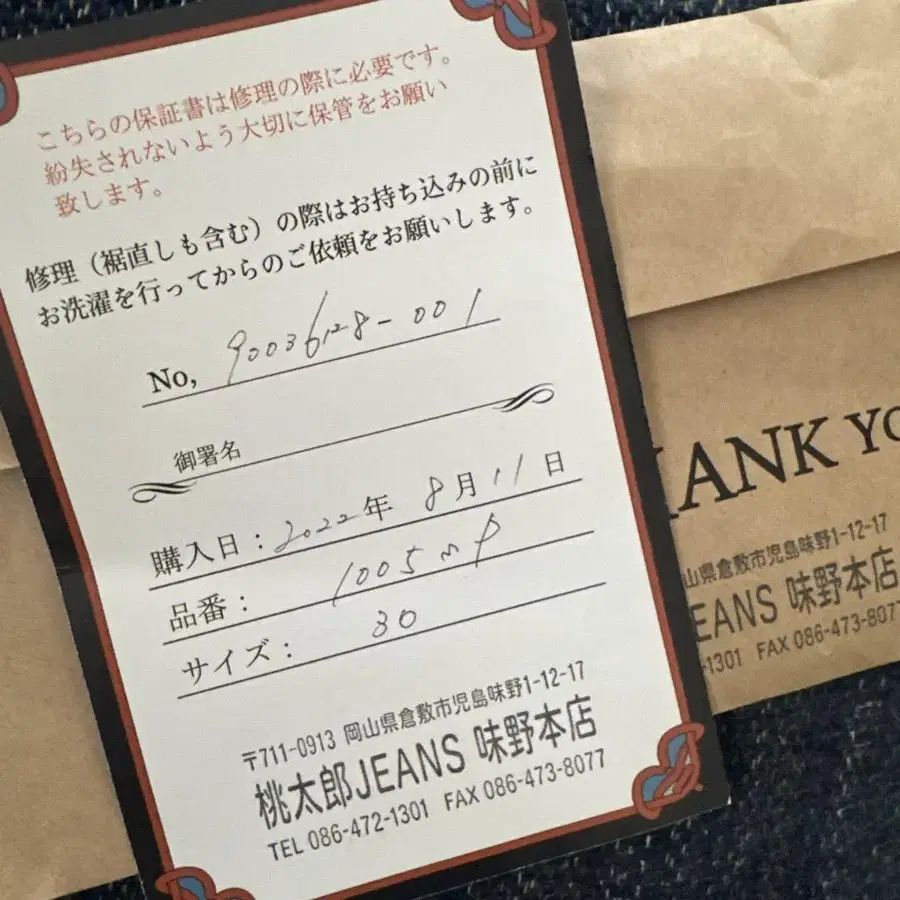 こちらの保証書は修理の際に必要です。
紛失されないよう大切に保管をお願い
致します。
修理（裾直しも含む）の際はお持ち込みの前に
お洗濯を行ってからのご依頼をお願いします。
No, 9003628-001
御署名
購入日：2022年 8月11日
品番： 1005MP
サイズ： 30
〒711-0913 岡山県倉敷市児島味野1-12-17
桃太郎JEANS 味野本店
TEL 086-472-1301 FAX 086-473-8077
HANK YO
山県倉敷市児島味野1-12-17
EANS 味野本店
-1301 FAX 086-473-8077